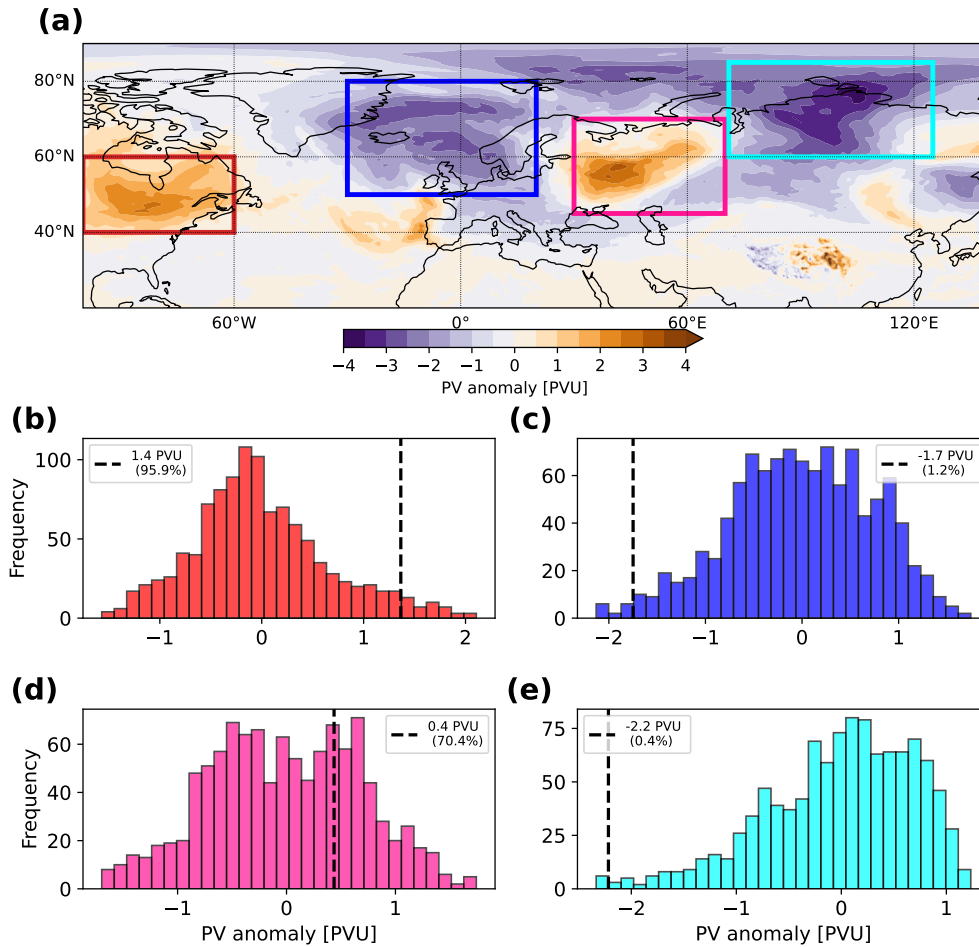 (a)
80°N
60°N
40°N
60°W 0° 60°E 120°E
−4 −3 −2 −1 0 1 2 3 4
PV anomaly [PVU]
(b)
1.4 PVU
(95.9%)
Frequency
100
50
0
−1 0 1 2
(c)
-1.7 PVU
(1.2%)
60
40
20
0
−2 −1 0 1
(d)
0.4 PVU
(70.4%)
Frequency
60
40
20
0
−1 0 1
PV anomaly [PVU]
(e)
-2.2 PVU
(0.4%)
75
50
25
0
−2 −1 0 1
PV anomaly [PVU]